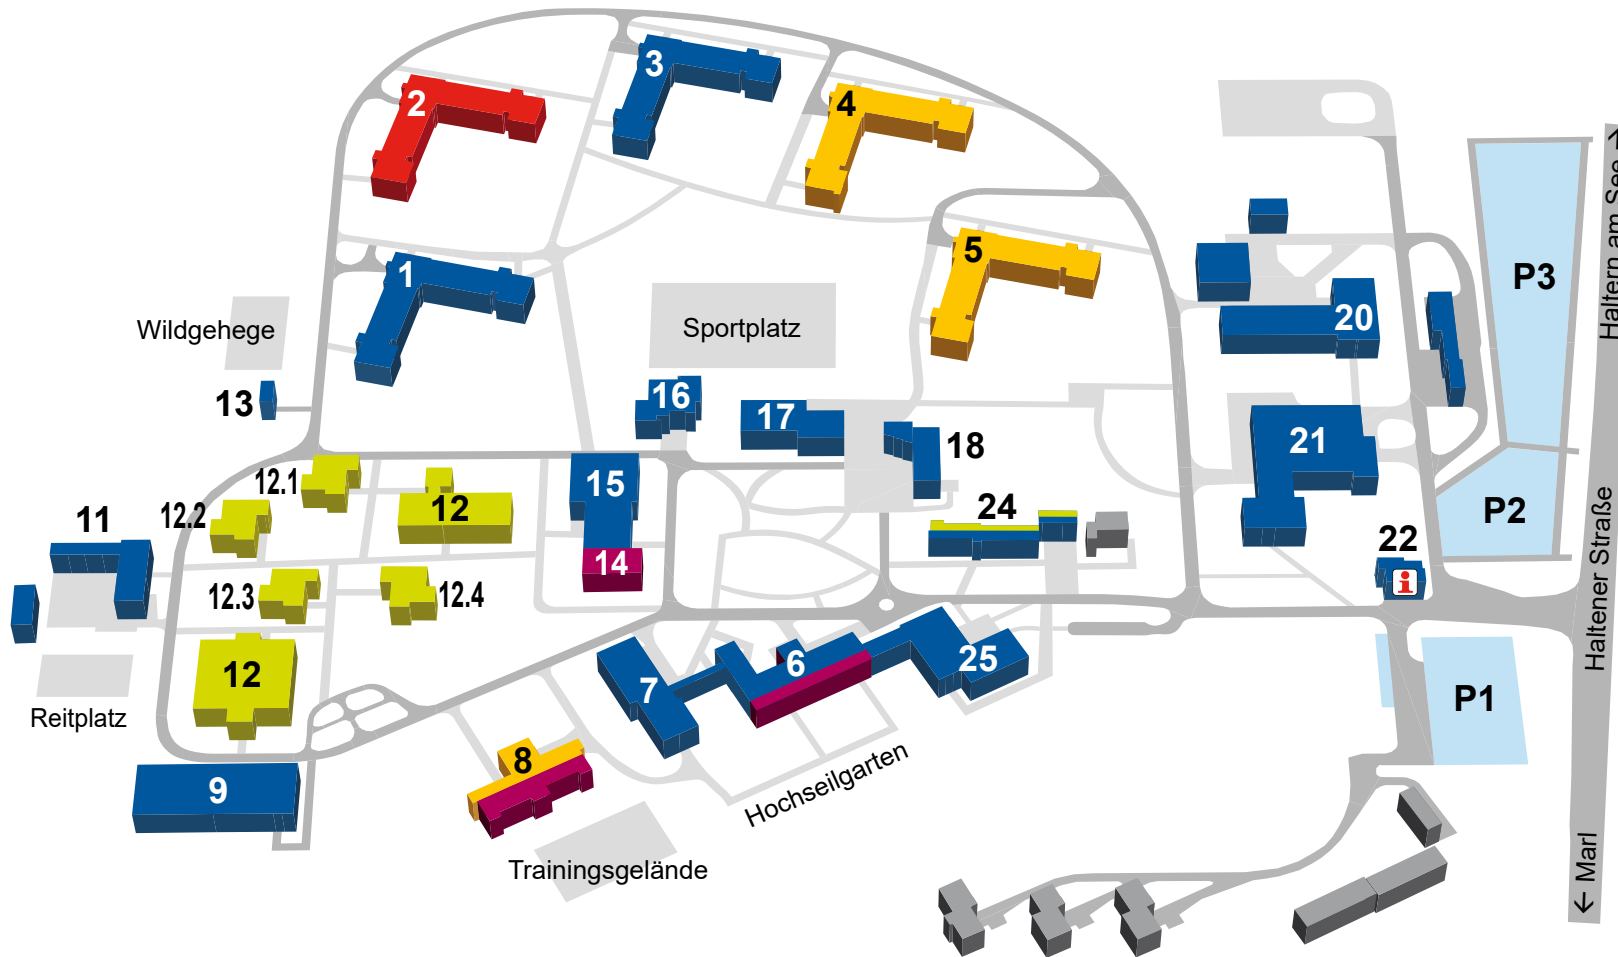 3
2
4
Haltern am See →
5
P3
1
20
Wildgehege
Sportplatz
13
16
17
21
18
12.1
15
12
24
P2
12.2
11
22
14
i
12.3
12.4
Haltener Straße
6
25
12
7
P1
Reitplatz
8
9
Hochseilgarten
Trainingsgelände
← Marl